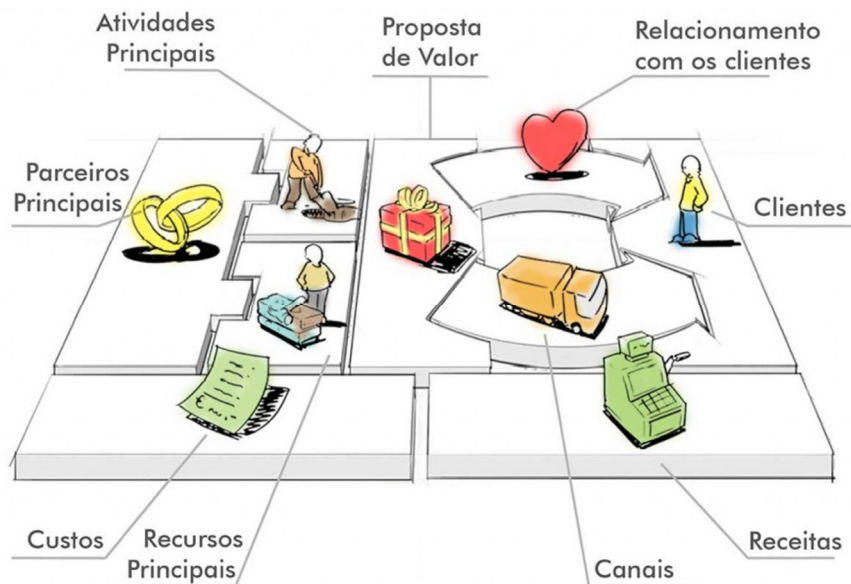 Atividades
Principais
Proposta
de Valor
Relacionamento
com os clientes
Parceiros
Principais
Clientes
Custos
Recursos
Principais
Canais
Receitas